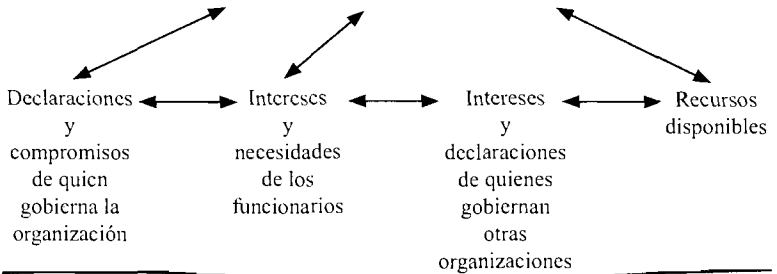 Declaraciones
y
compromisos
de quien
gobierna la
organización
Intereses
y
necesidades
de los
funcionarios
Intereses
y
declaraciones
de quienes
gobiernan
otras
organizaciones
Recursos
disponibles